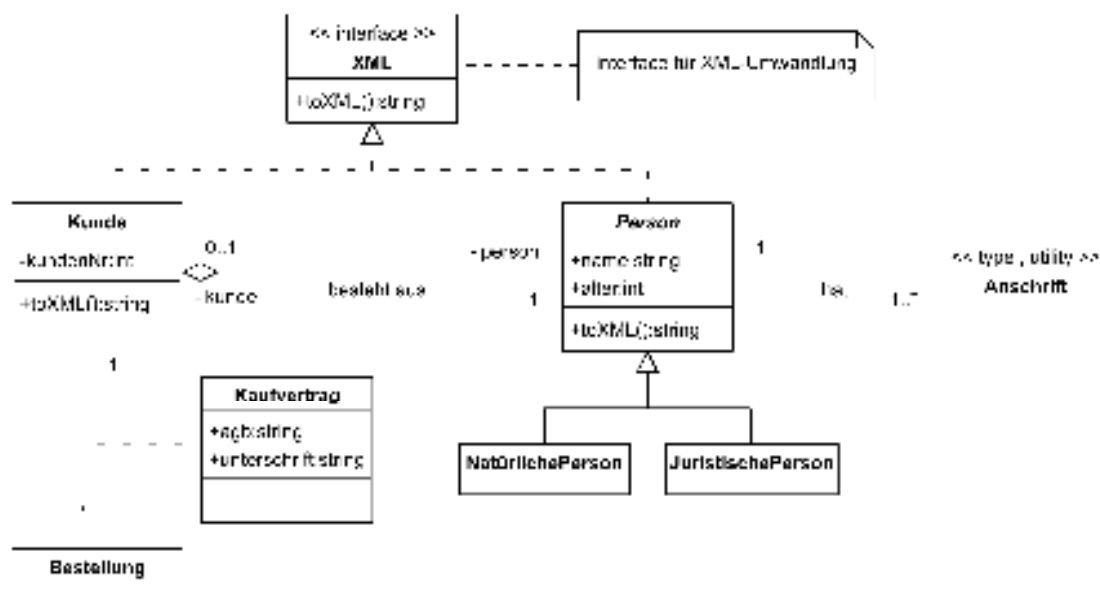 << interface >>
XML
+toXML():string
Interface für XML-Umwandlung
Kunde
-kundenNr:int
+toXML():string
0..1
-kunde
besteht aus
-person
1
Person
+name:string
+alter:int
+toXML():string
1
hat
<< type , utility >>
Anschrift
1
Kaufvertrag
+agb:string
+unterschrift:string
NatürlichePerson
JuristischePerson
Bestellung